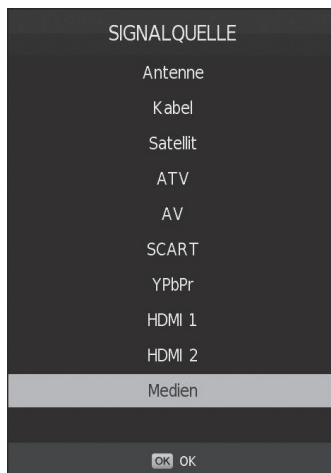 SIGNALQUELLE
Antenne
Kabel
Satellit
ATV
AV
SCART
YPbPr
HDMI 1
HDMI 2
Medien
OK OK